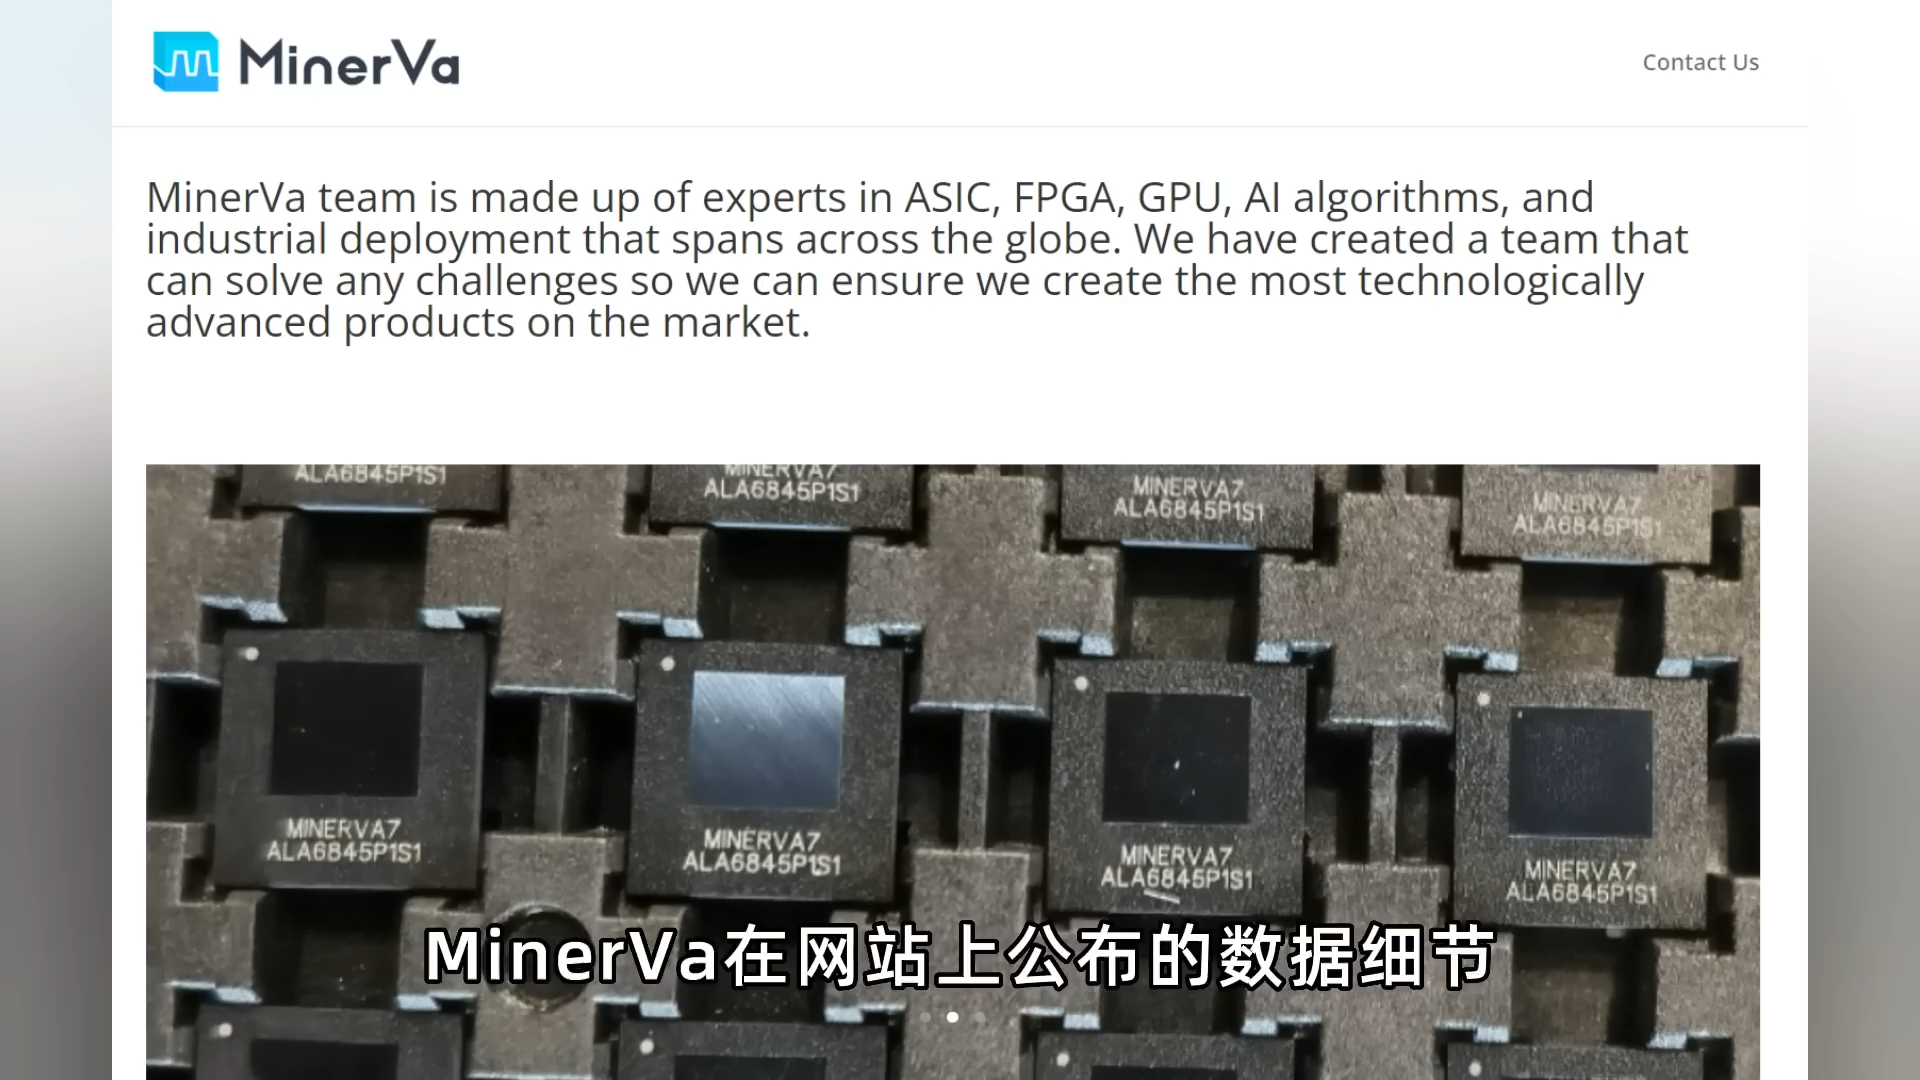 MinerVa
Contact Us
MinerVa team is made up of experts in ASIC, FPGA, GPU, AI algorithms, and
industrial deployment that spans across the globe. We have created a team that
can solve any challenges so we can ensure we create the most technologically
advanced products on the market.
ALA6845P1S1
MINERVA7
ALA6845P1S1
MINERVA7
ALA6845P1S1
MINERVA7
ALA6845P1S1
MINERVA7
ALA6845P1S1
MINERVA7
ALA6845P1S1
MINERVA7
ALA6845P1S1
MINERVA7
ALA6845P1S1
MinerVa在网站上公布的数据细节